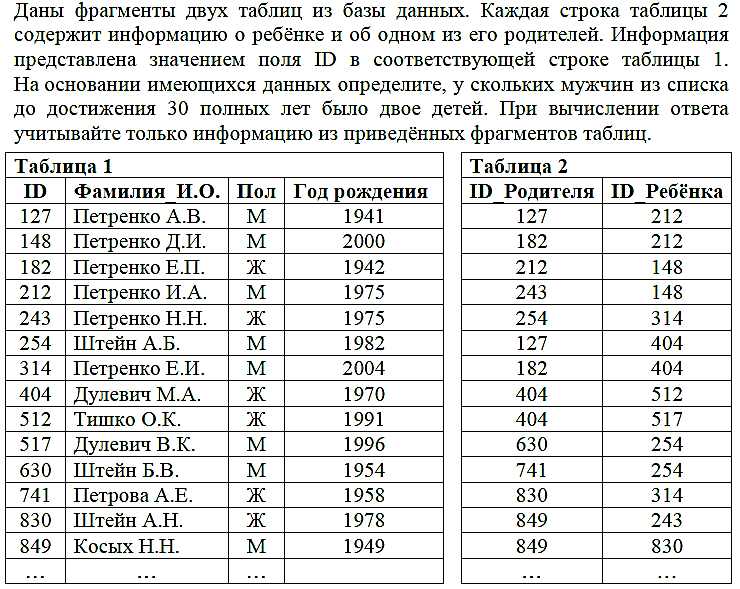 Даны фрагменты двух таблиц из базы данных. Каждая строка таблицы 2
содержит информацию о ребёнке и об одном из его родителей. Информация
представлена значением поля ID в соответствующей строке таблицы 1.
На основании имеющихся данных определите, у скольких мужчин из списка
до достижения 30 полных лет было двое детей. При вычислении ответа
учитывайте только информацию из приведённых фрагментов таблиц.
Таблица 1
ID Фамилия_И.О. Пол Год рождения
127 Петренко А.В. М 1941
148 Петренко Д.И. М 2000
182 Петренко Е.П. Ж 1942
212 Петренко И.А. М 1975
243 Петренко Н.Н. Ж 1975
254 Штейн А.Б. М 1982
314 Петренко Е.И. М 2004
404 Дулевич М.А. Ж 1970
512 Тишко О.К. Ж 1991
517 Дулевич В.К. М 1996
630 Штейн Б.В. М 1954
741 Петрова А.Е. Ж 1958
830 Штейн А.Н. Ж 1978
849 Косых Н.Н. М 1949
... ... ...
Таблица 2
ID_Родителя ID_Ребёнка
127 212
182 212
212 148
243 148
254 314
127 404
182 404
404 512
404 517
630 254
741 254
830 314
849 243
849 830
... ...